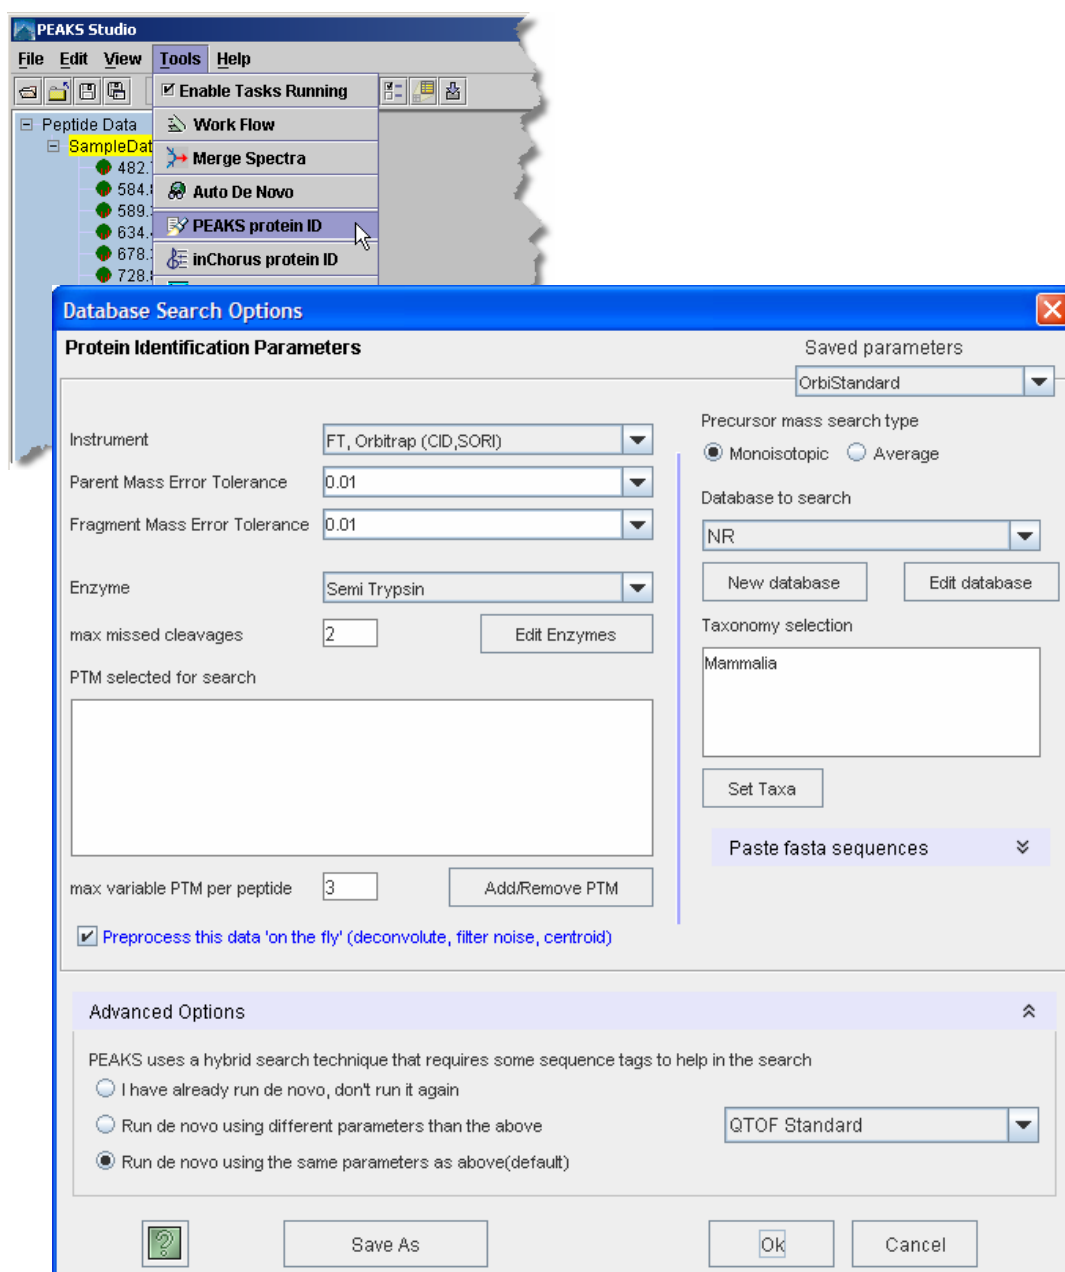 PEAKS Studio
File Edit View Tools Help
Enable Tasks Running
Peptide Data
Work Flow
SampleDat
Merge Spectra
482.
Auto De Novo
584.
589.
PEAKS protein ID
634.
678.
inChorus protein ID
728.
Database Search Options
Protein Identification Parameters
Saved parameters
OrbiStandard
Instrument
FT, Orbitrap (CID,SORI)
Parent Mass Error Tolerance
0.01
Fragment Mass Error Tolerance
0.01
Enzyme
Semi Trypsin
max missed cleavages
2
Edit Enzymes
PTM selected for search
max variable PTM per peptide
3
Add/Remove PTM
Preprocess this data 'on the fly' (deconvolute, filter noise, centroid)
Precursor mass search type
Monoisotopic Average
Database to search
NR
New database Edit database
Taxonomy selection
Mammalia
Set Taxa
Paste fasta sequences
Advanced Options
PEAKS uses a hybrid search technique that requires some sequence tags to help in the search
I have already run de novo, don't run it again
Run de novo using different parameters than the above
QTOF Standard
Run de novo using the same parameters as above(default)
? Save As Ok Cancel